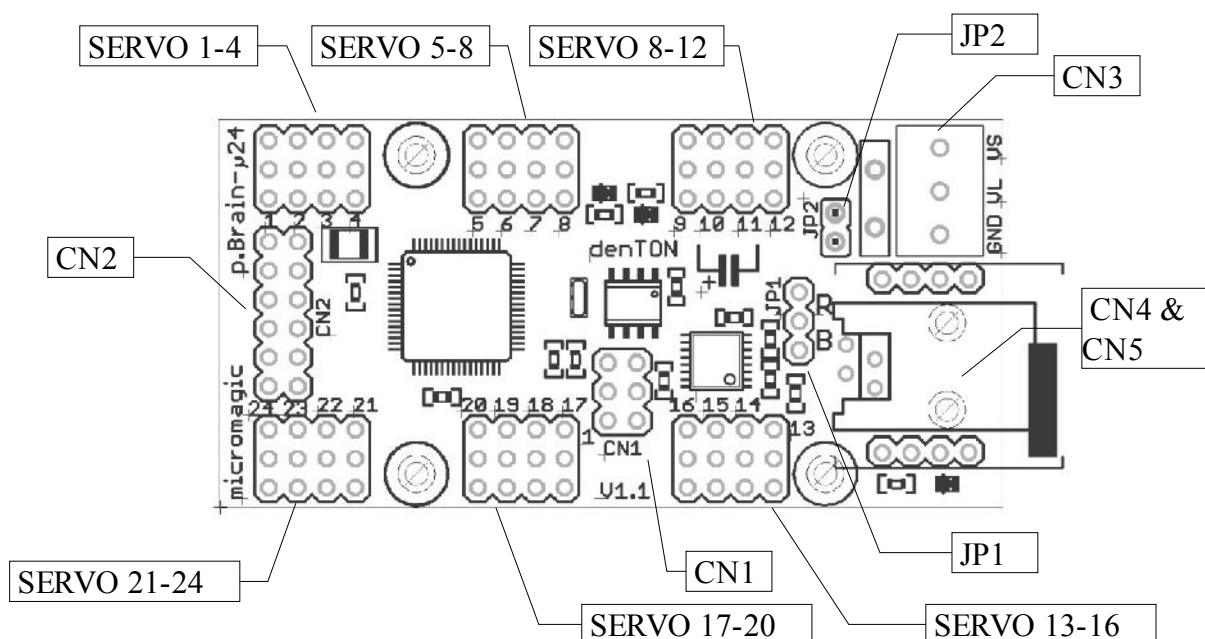 SERVO 1-4
SERVO 5-8
SERVO 8-12
JP2
CN3
p.Brain-µ24
1 2 3 4
5 6 7 8
9 10 11 12
JP2
GND VL VS
denTON
CN2
CN2
+
JP1
R
B
CN4 &
CN5
micromagic
24 23 22 21
20 19 18 17
16 15 14 13
1
CN1
V1.1
JP1
CN1
SERVO 21-24
SERVO 17-20
SERVO 13-16